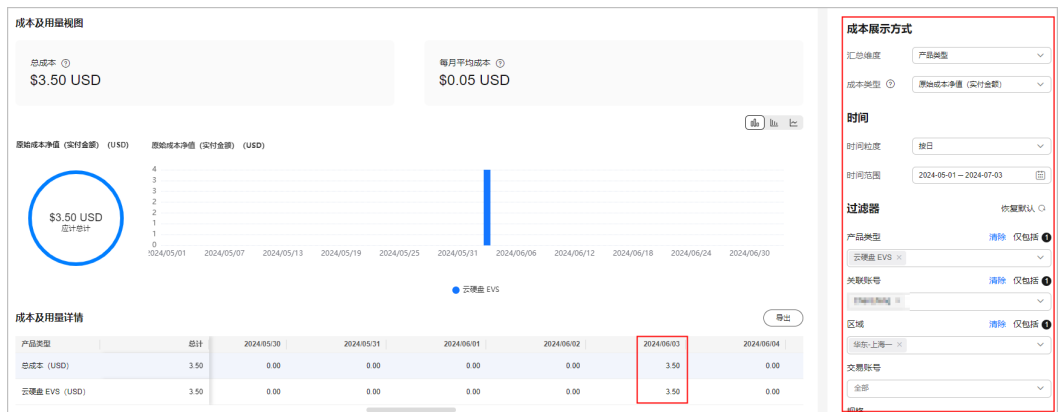 成本及用量视图
总成本
$3.50 USD
每月平均成本
$0.05 USD
原始成本净值（实付金额）（USD）
原始成本净值（实付金额）（USD）
4
3
3
2
2
1
1
0
$3.50 USD
应计总计
2024/05/01 2024/05/07 2024/05/13 2024/05/19 2024/05/25 2024/05/31 2024/06/06 2024/06/12 2024/06/18 2024/06/24 2024/06/30
云硬盘 EVS
成本及用量详情
导出
产品类型 总计 2024/05/30 2024/05/31 2024/06/01 2024/06/02 2024/06/03 2024/06/04
总成本（USD） 3.50 0.00 0.00 0.00 0.00 3.50 0.00
云硬盘 EVS（USD） 3.50 0.00 0.00 0.00 0.00 3.50 0.00
成本展示方式
汇总维度 产品类型
成本类型 原始成本净值（实付金额）
时间
时间粒度 按日
时间范围 2024-05-01 – 2024-07-03
过滤器 恢复默认
产品类型 清除 仅包括 1
云硬盘 EVS ×
关联账号 清除 仅包括 1
区域 清除 仅包括 1
华东-上海一 ×
交易账号
全部